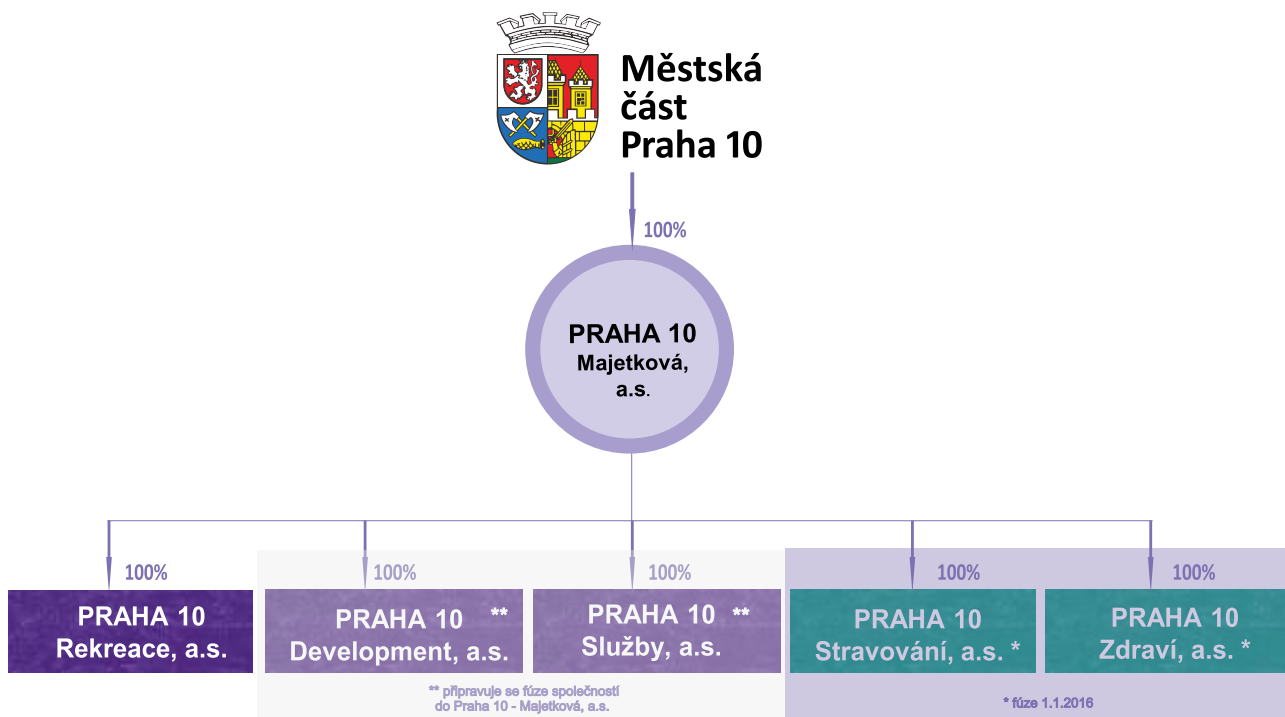 Městská
část
Praha 10
100%
PRAHA 10
Majetková,
a.s.
100%
100%
100%
100%
100%
PRAHA 10
Rekreace, a.s.
PRAHA 10 **
Development, a.s.
PRAHA 10 **
Služby, a.s.
PRAHA 10
Stravování, a.s. *
PRAHA 10
Zdraví, a.s. *
** připravuje se fúze společností
do Praha 10 - Majetková, a.s.
* fúze 1.1.2016